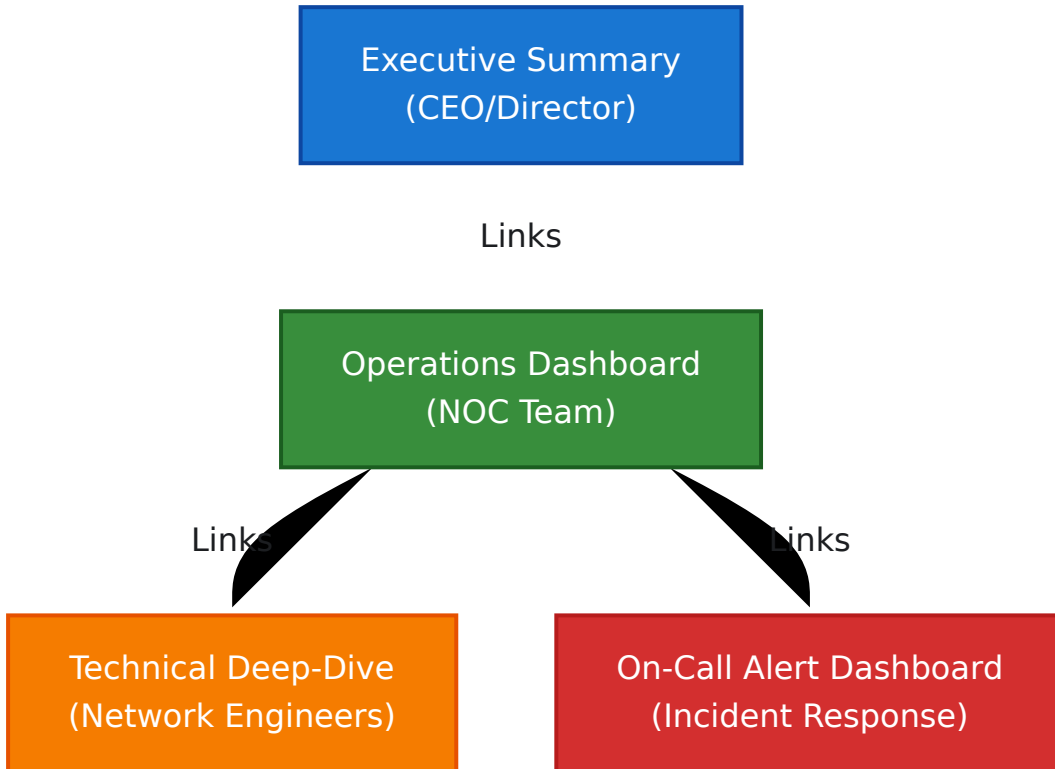 Executive Summary
(CEO/Director)
Links
Operations Dashboard
(NOC Team)
Links
Links
Technical Deep-Dive
(Network Engineers)
On-Call Alert Dashboard
(Incident Response)